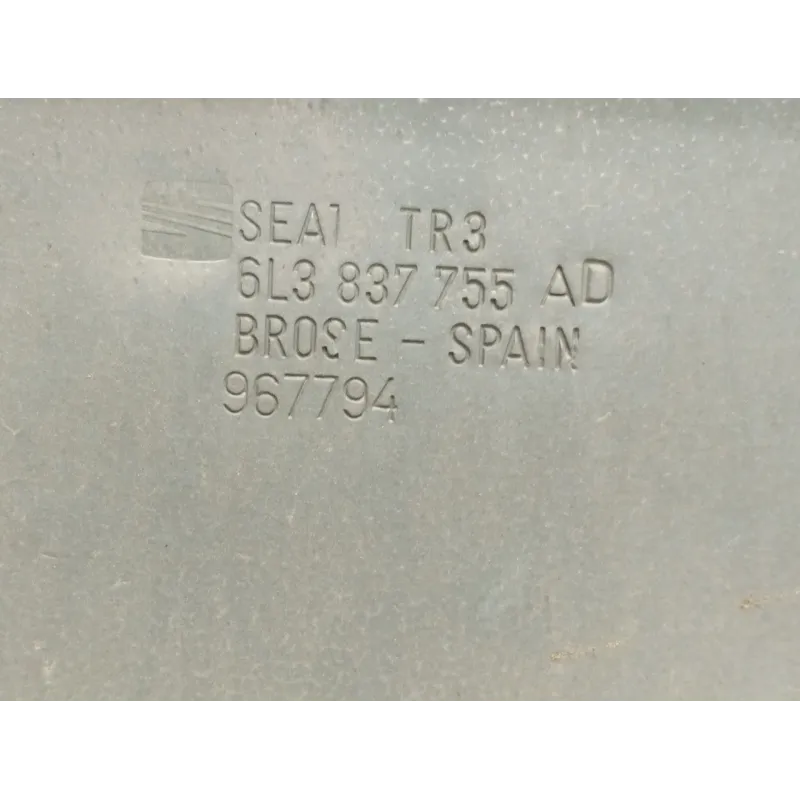 SEAT TR3
6L3 837 755 AD
BROSE - SPAIN
967794